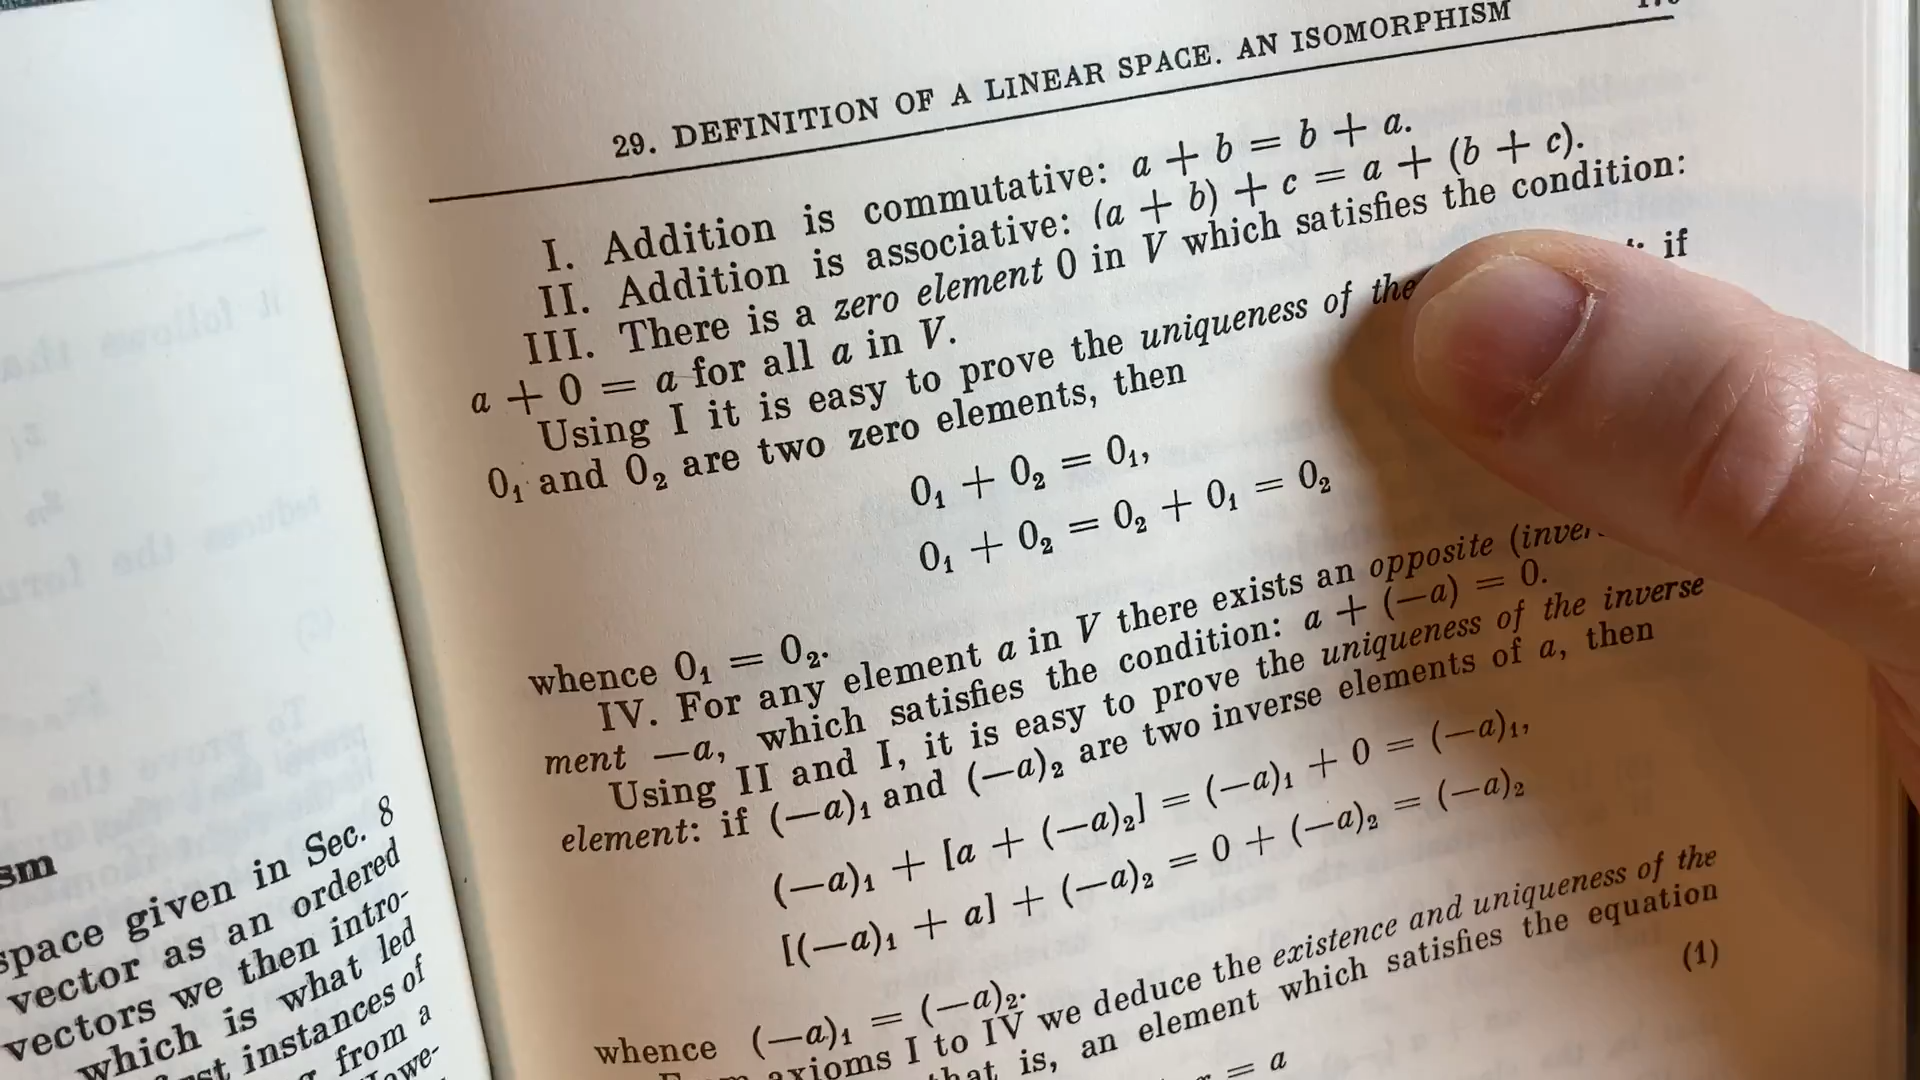 sm
space given in Sec. 8
vector as an ordered
vectors we then intro-
which is what led
instances of
from a
29. DEFINITION OF A LINEAR SPACE. AN ISOMORPHISM
I. Addition is commutative: a + b = b + a.
II. Addition is associative: (a + b) + c = a + (b + c).
III. There is a zero element 0 in V which satisfies the condition:
a + 0 = a for all a in V.
Using I it is easy to prove the uniqueness of the if
0₁ and 0₂ are two zero elements, then
0₁ + 0₂ = 0₁,
0₁ + 0₂ = 0₂ + 0₁ = 0₂
whence 0₁ = 0₂.
IV. For any element a in V there exists an opposite
ment —a, which satisfies the condition: a + (—a) = 0.
Using II and I, it is easy to prove the uniqueness of the inverse
element: if (—a)₁ and (—a)₂ are two inverse elements of a, then
(—a)₁ + [a + (—a)₂] = (—a)₁ + 0 = (—a)₁,
[(—a)₁ + a] + (—a)₂ = 0 + (—a)₂ = (—a)₂
whence (—a)₁ = (—a)₂.
axioms I to IV we deduce the existence and uniqueness of the
that is, an element which satisfies the equation
= a (1)